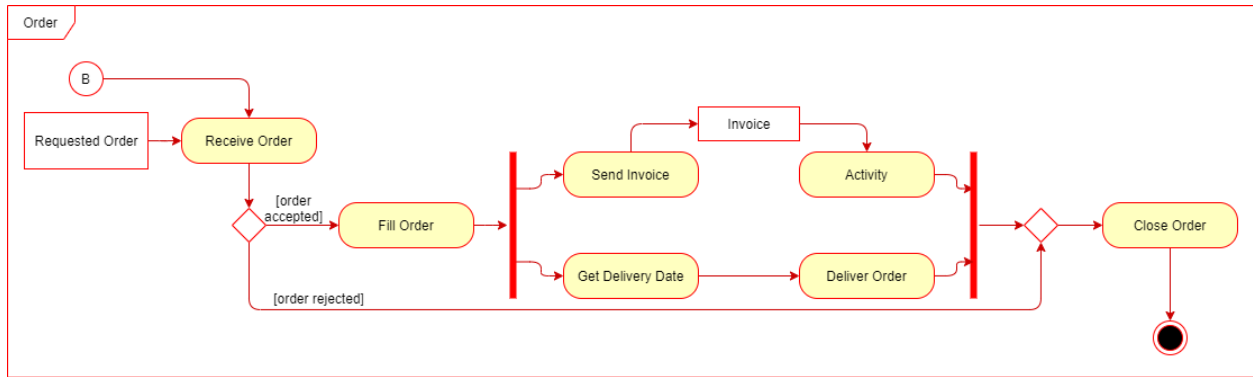 Order
B
Requested Order
Receive Order
[order
accepted]
Fill Order
Send Invoice
Invoice
Activity
Get Delivery Date
Deliver Order
Close Order
[order rejected]